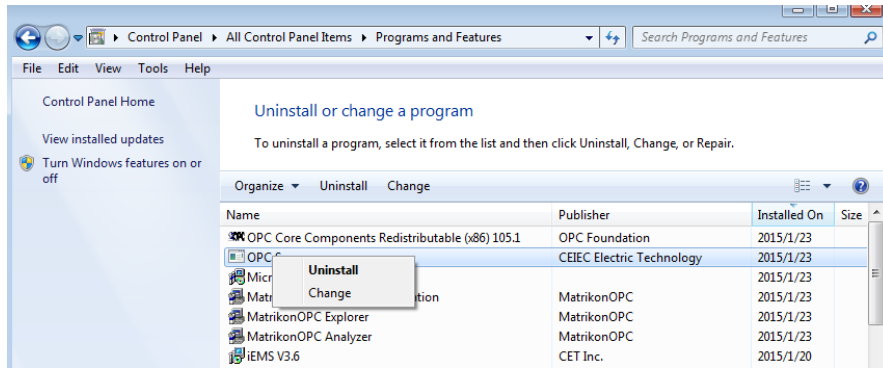 Control Panel All Control Panel Items Programs and Features Search Programs and Features
File Edit View Tools Help
Control Panel Home
View installed updates
Turn Windows features on or
off
Uninstall or change a program
To uninstall a program, select it from the list and then click Uninstall, Change, or Repair.
Organize Uninstall Change
Name Publisher Installed On Size
OPC Core Components Redistributable (x86) 105.1 OPC Foundation 2015/1/23
OPC CEIEC Electric Technology 2015/1/23
Uninstall
Change
2015/1/23
MatrikonOPC 2015/1/23
MatrikonOPC Explorer MatrikonOPC 2015/1/23
MatrikonOPC Analyzer MatrikonOPC 2015/1/23
iEMS V3.6 CET Inc. 2015/1/20